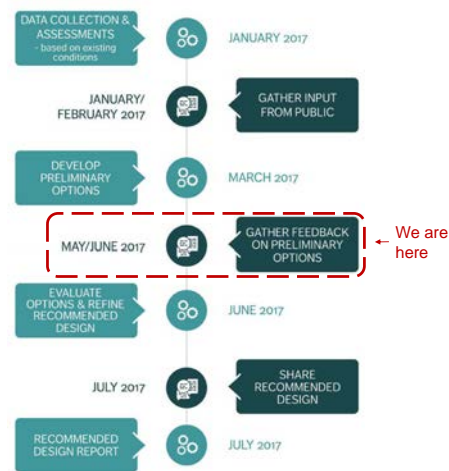 DATA COLLECTION &
ASSESSMENTS
- based on existing
conditions
JANUARY 2017
JANUARY/
FEBRUARY 2017
GATHER INPUT
FROM PUBLIC
DEVELOP
PRELIMINARY
OPTIONS
MARCH 2017
MAY/JUNE 2017
GATHER FEEDBACK
ON PRELIMINARY
OPTIONS
We are
here
EVALUATE
OPTIONS & REFINE
RECOMMENDED
DESIGN
JUNE 2017
JULY 2017
SHARE
RECOMMENDED
DESIGN
RECOMMENDED
DESIGN REPORT
JULY 2017